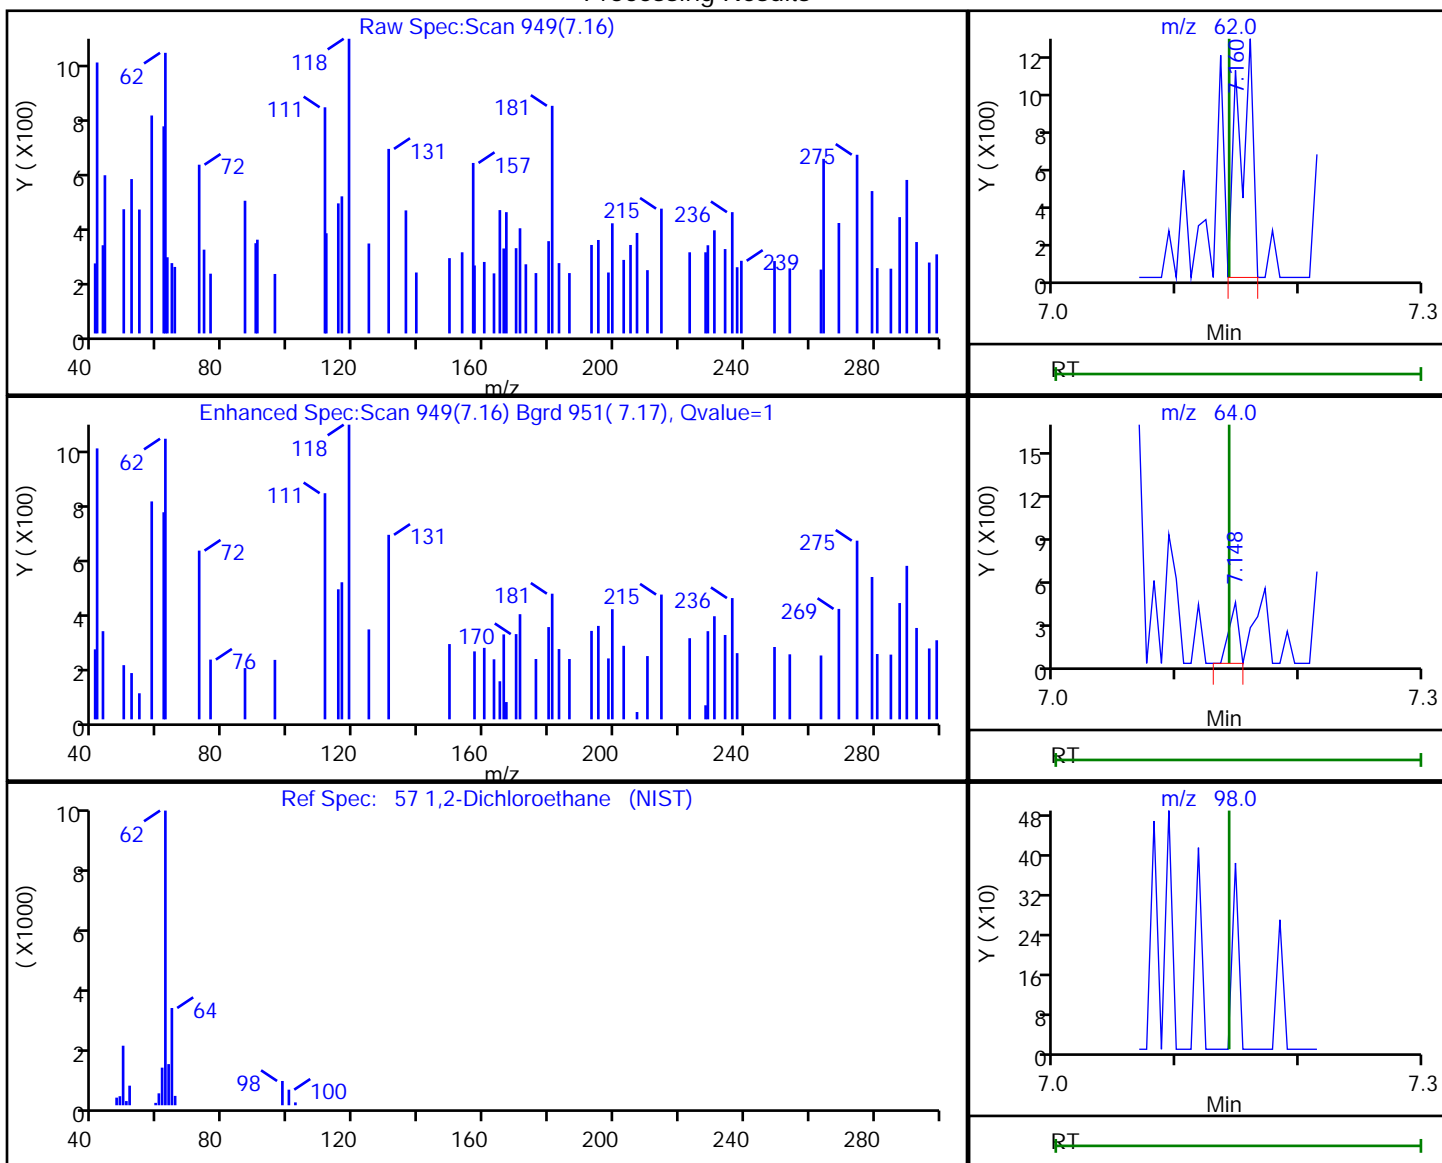 Processing Results
Raw Spec:Scan 949(7.16)
Y ( X100)
10
8
6
4
2
0
62
72
111
118
131
157
181
215
236
239
275
40 80 120 160 200 240 280
m/z
m/z 62.0
Y ( X100)
12
10
8
6
4
2
0
7.160
7.0 7.3
Min
RT
Enhanced Spec:Scan 949(7.16) Bgrd 951( 7.17), Qvalue=1
Y ( X100)
10
8
6
4
2
0
62
72
76
111
118
131
170
181
215
236
269
275
40 80 120 160 200 240 280
m/z
m/z 64.0
Y ( X100)
15
12
9
6
3
0
7.148
7.0 7.3
Min
RT
Ref Spec: 57 1,2-Dichloroethane (NIST)
( X1000)
10
8
6
4
2
0
62
64
98
100
40 80 120 160 200 240 280
m/z 98.0
Y ( X10)
48
40
32
24
16
8
0
7.0 7.3
Min
RT